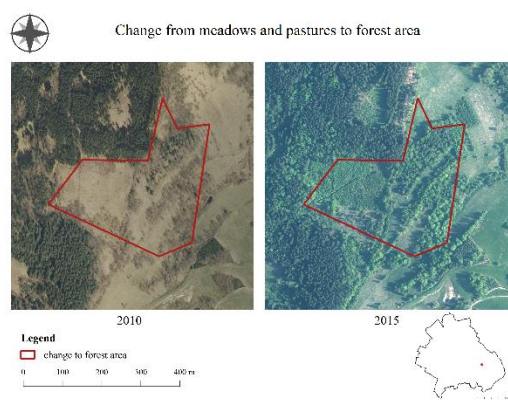 Change from meadows and pastures to forest area
2010
2015
Legend
change to forest area
0 100 200 300 400 m